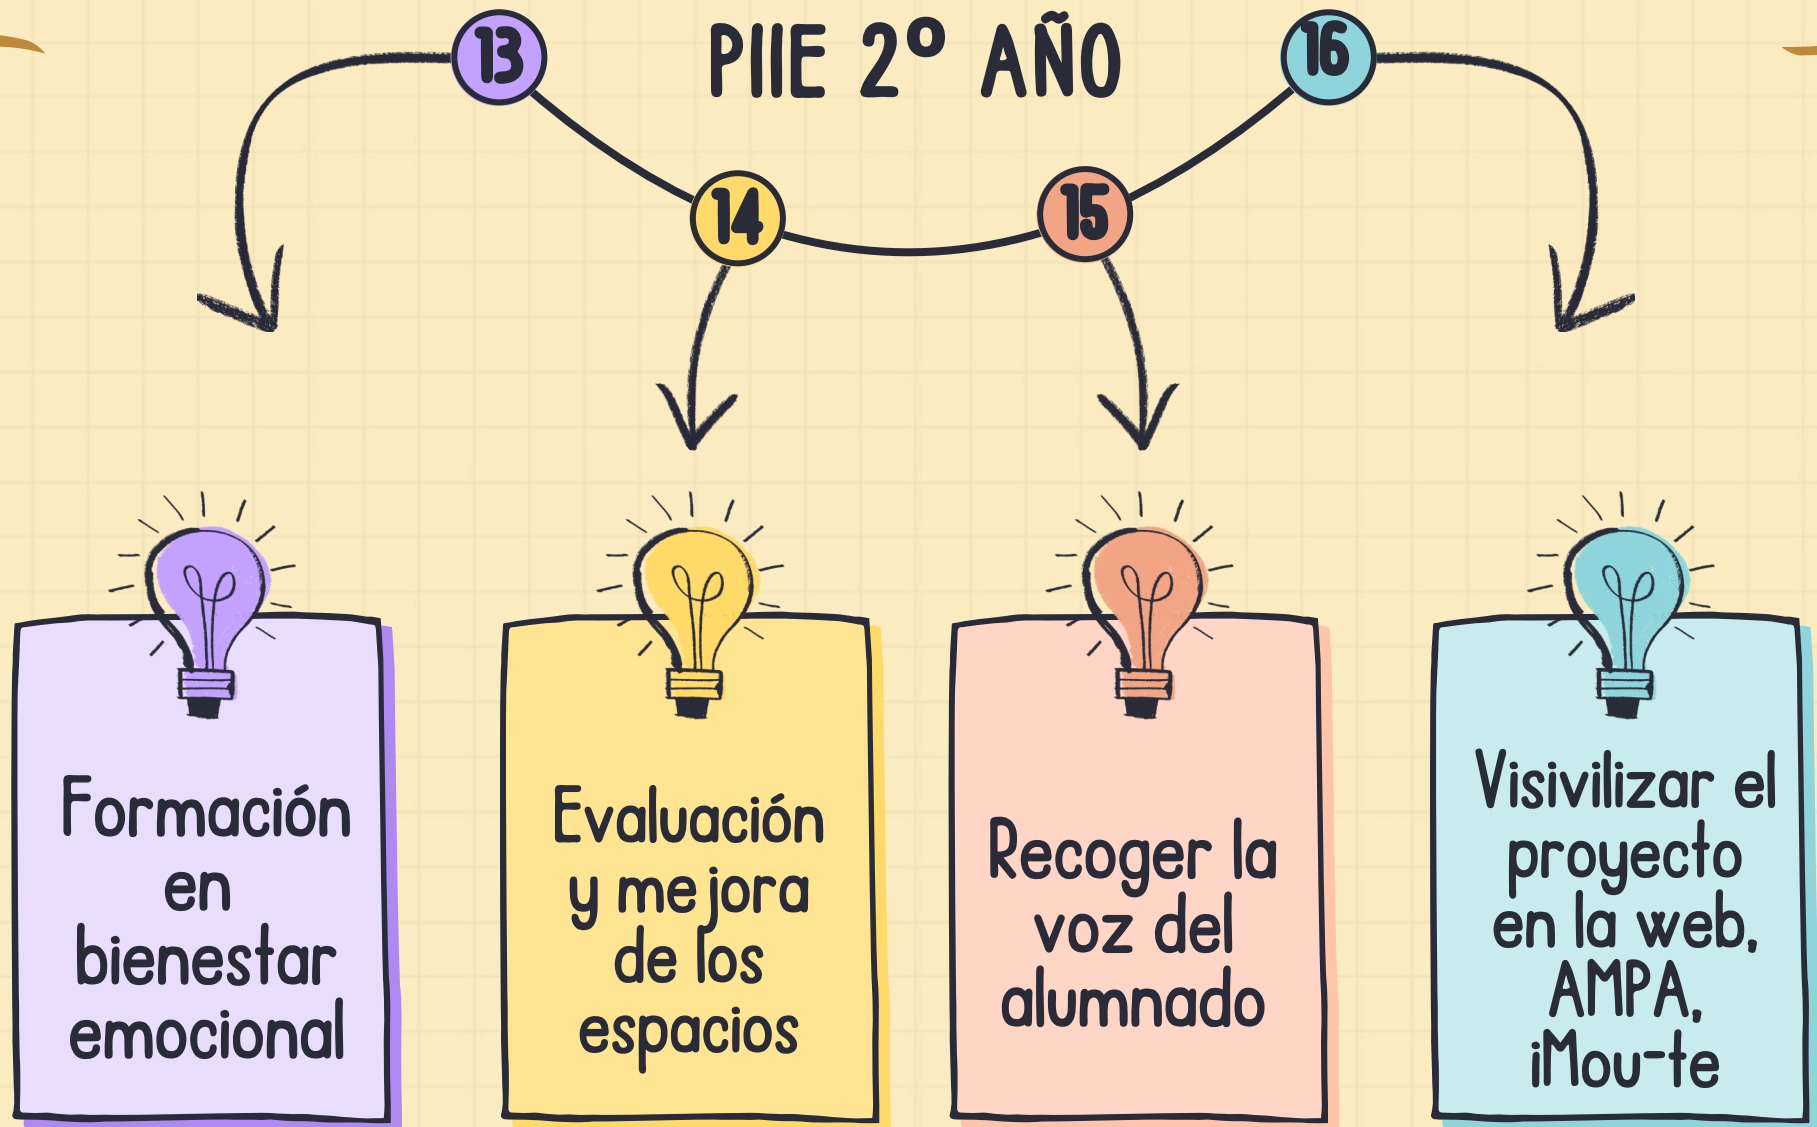 PIIE 2º AÑO
13
14
15
16
Formación
en
bienestar
emocional
Evaluación
y mejora
de los
espacios
Recoger la
voz del
alumnado
Visivilizar el
proyecto
en la web,
AMPA,
iMou-te